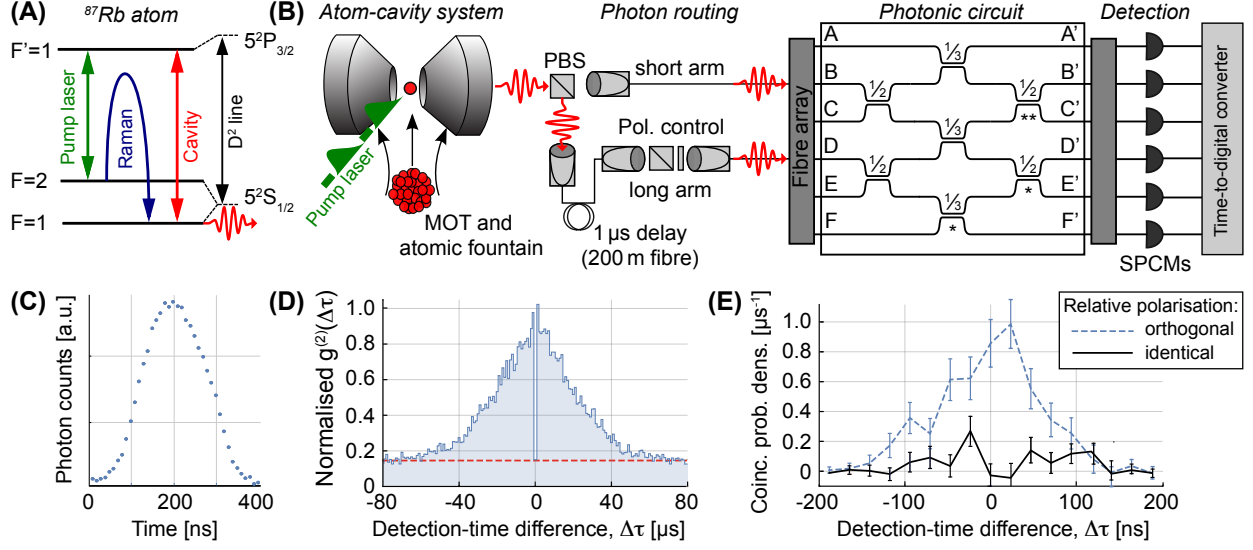 (A)
⁸⁷Rb atom
F'=1
5²P3/2
Pump laser
Raman
Cavity
D² line
F=2
5²S1/2
F=1
(B)
Atom-cavity system
Photon routing
Photonic circuit
Detection
PBS
short arm
Pol. control
long arm
Pump laser
MOT and
atomic fountain
1 µs delay
(200 m fibre)
Fibre array
A
A'
⅓
B
B'
½
½
C
C'
**
⅓
D
D'
½
½
E
E'
*
⅓
F
F'
*
SPCMs
Time-to-digital converter
(C)
Photon counts [a.u.]
0
200
400
Time [ns]
(D)
Normalised g⁽²⁾(Δτ)
1.0
0.8
0.6
0.4
0.2
0
-80
-40
0
40
80
Detection-time difference, Δτ [µs]
(E)
Coinc. prob. dens. [µs⁻¹]
1.0
0.8
0.6
0.4
0.2
0
-200
-100
0
100
200
Detection-time difference, Δτ [ns]
Relative polarisation:
orthogonal
identical